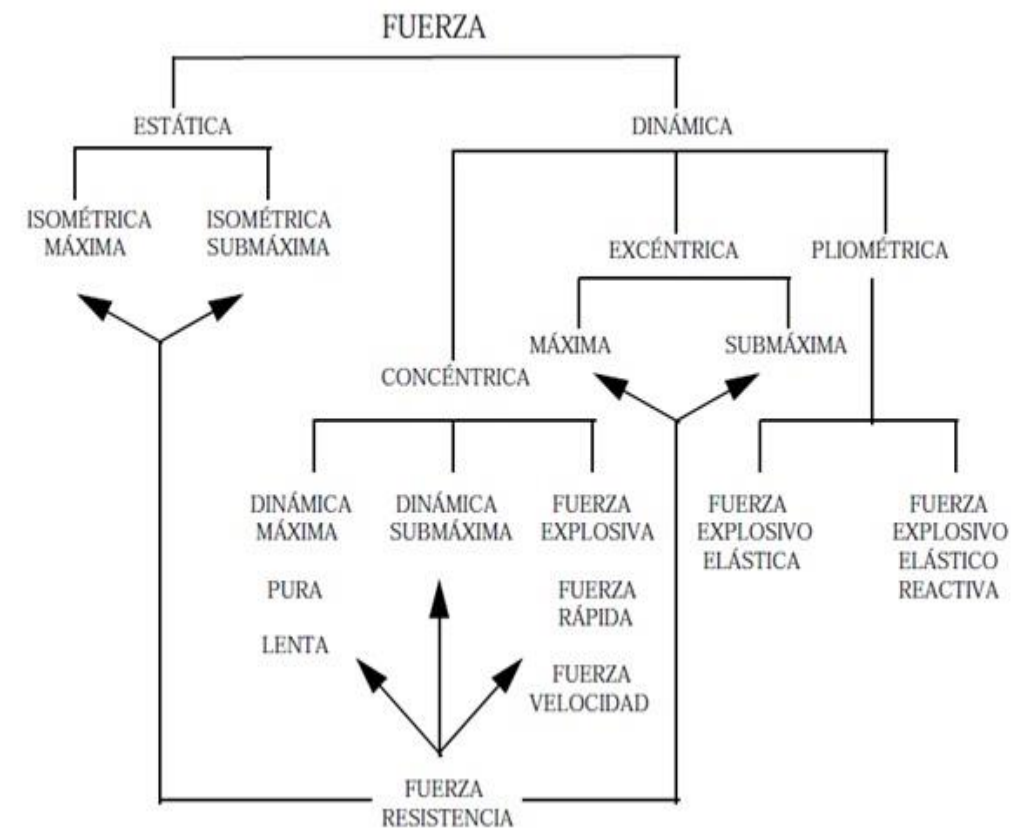 FUERZA
ESTÁTICA
DINÁMICA
ISOMÉTRICA
MÁXIMA
ISOMÉTRICA
SUBMÁXIMA
EXCÉNTRICA
PLIOMÉTRICA
MÁXIMA
SUBMÁXIMA
CONCÉNTRICA
DINÁMICA
MÁXIMA
PURA
LENTA
DINÁMICA
SUBMÁXIMA
FUERZA
EXPLOSIVA
FUERZA
RÁPIDA
FUERZA
VELOCIDAD
FUERZA
EXPLOSIVO
ELÁSTICA
FUERZA
EXPLOSIVO
ELÁSTICO
REACTIVA
FUERZA
RESISTENCIA